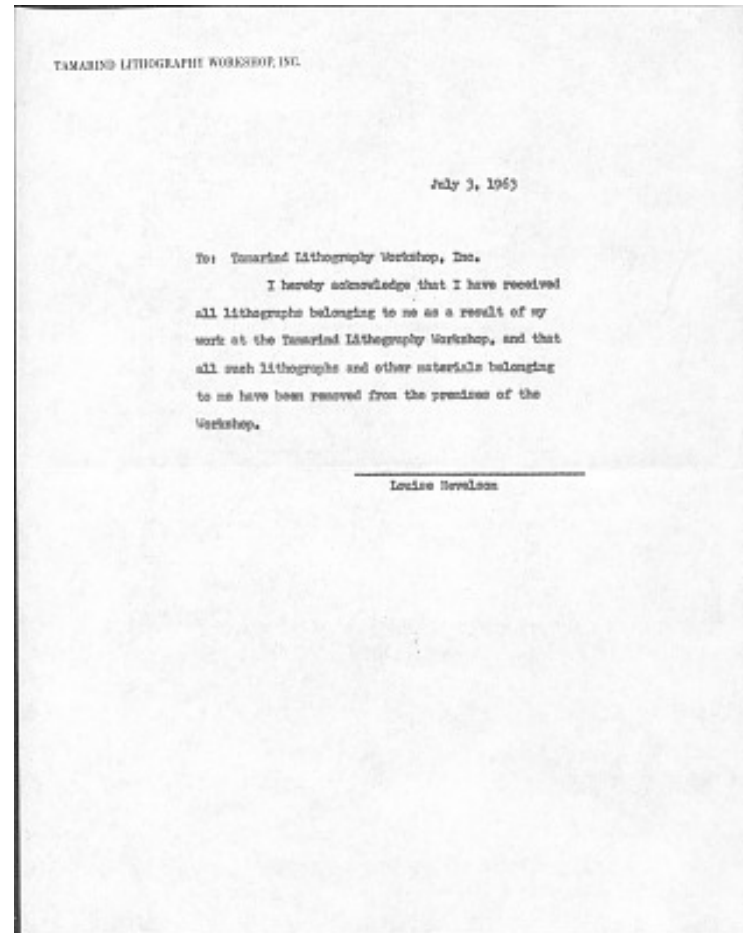 TAMARIND LITHOGRAPHY WORKSHOP, INC.
July 3, 1963
To: Tamarind Lithography Workshop, Inc.
I hereby acknowledge that I have received
all lithographs belonging to me as a result of my
work at the Tamarind Lithography Workshop, and that
all such lithographs and other materials belonging
to me have been removed from the premises of the
Workshop.
Louise Nevelson